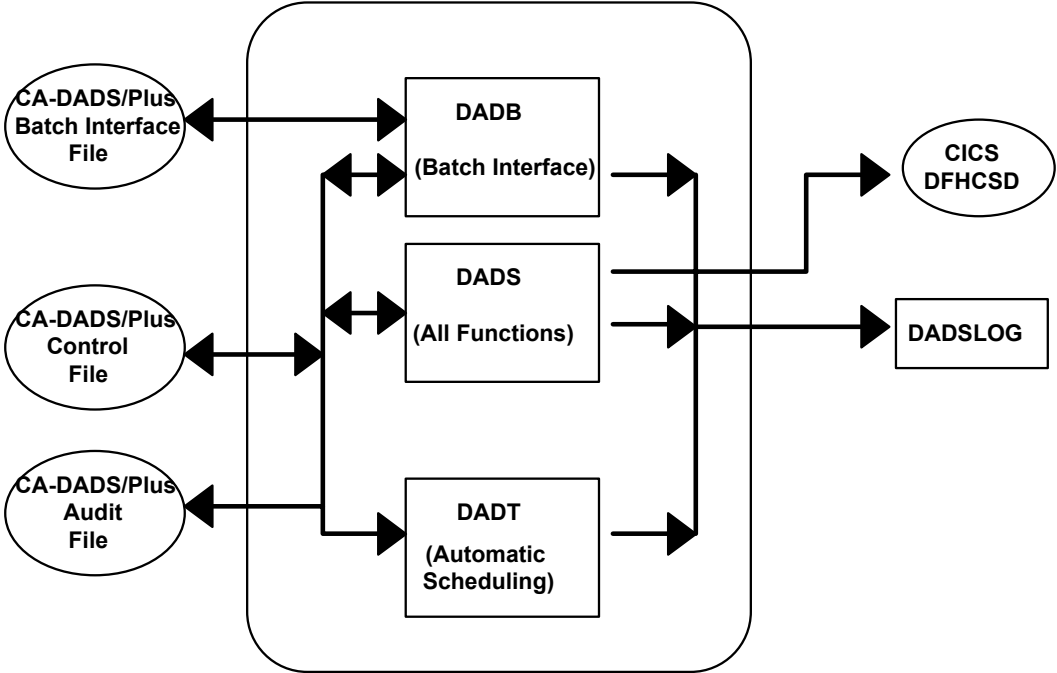 CA-DADS/Plus
Batch Interface
File
DADB
(Batch Interface)
CICS
DFHCSD
DADS
(All Functions)
CA-DADS/Plus
Control
File
DADSLOG
CA-DADS/Plus
Audit
File
DADT
(Automatic
Scheduling)